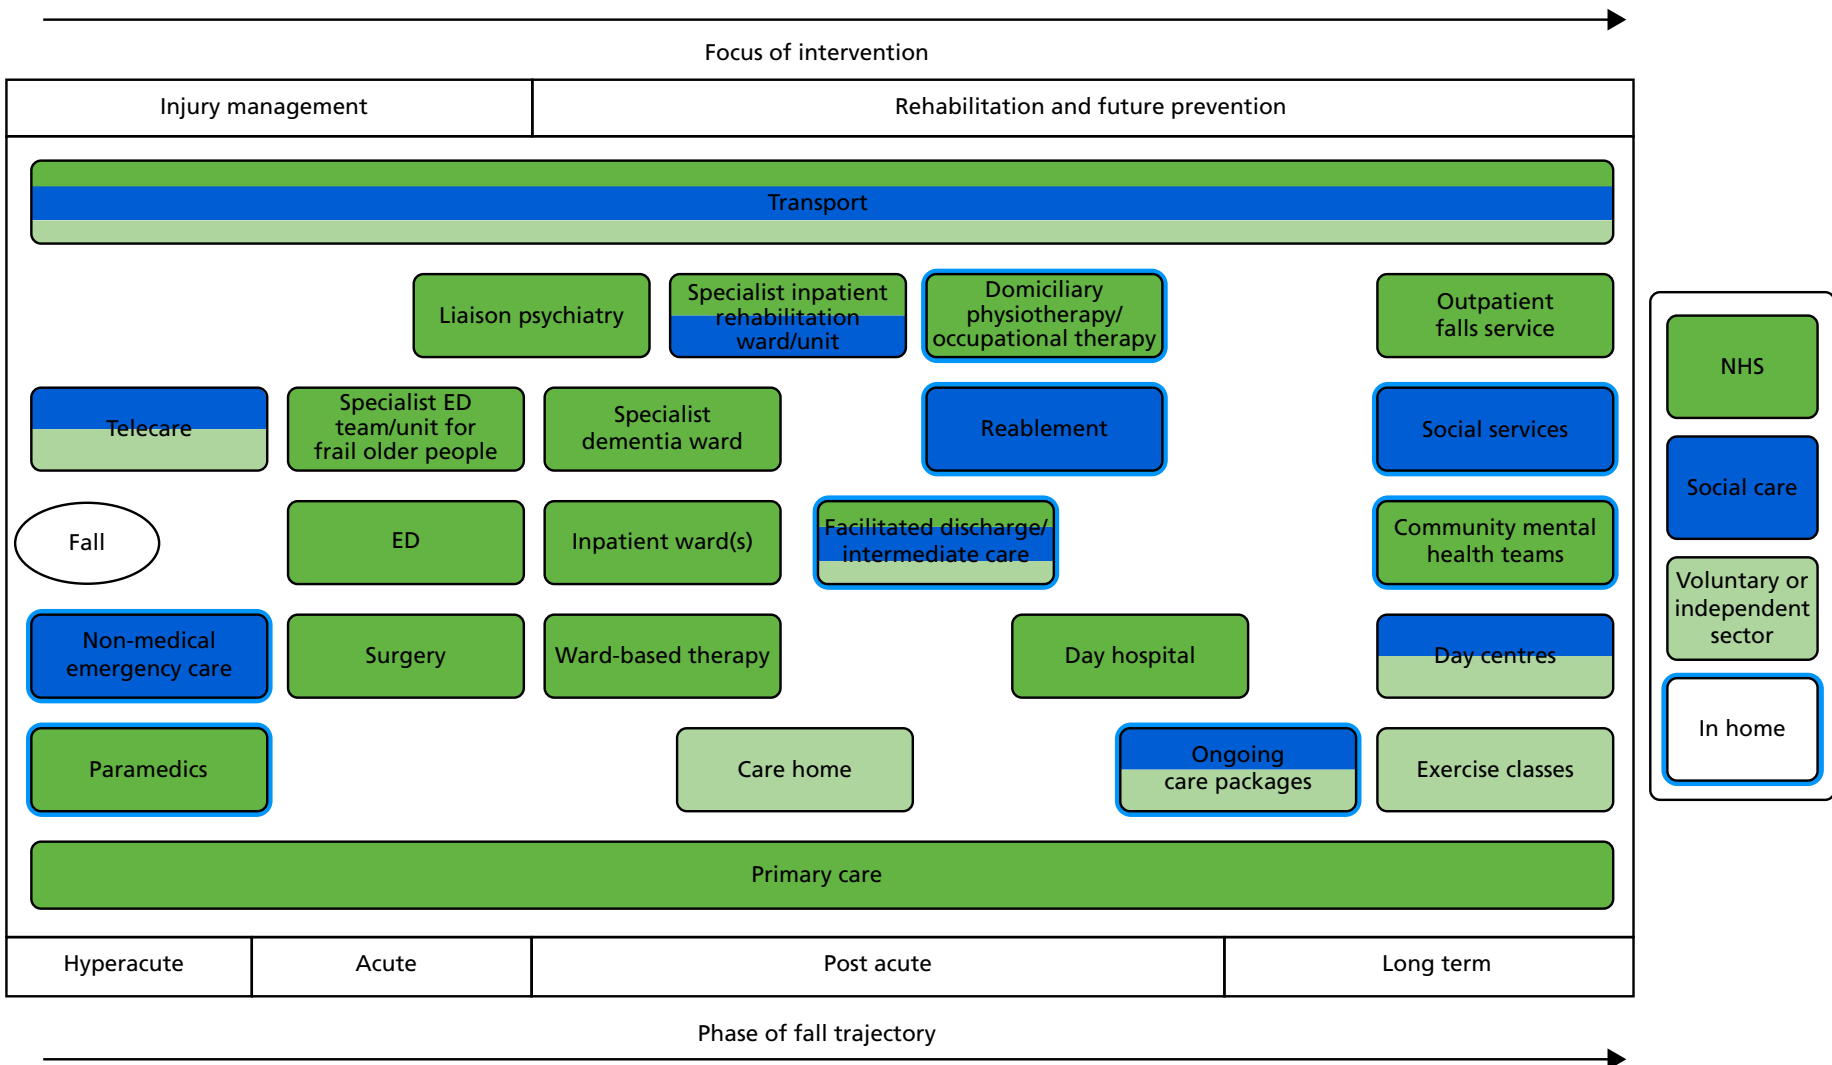 Focus of intervention
Injury management
Rehabilitation and future prevention
Transport
Liaison psychiatry
Specialist inpatient
rehabilitation
ward/unit
Domiciliary
physiotherapy/
occupational therapy
Outpatient
falls service
Telecare
Specialist ED
team/unit for
frail older people
Specialist
dementia ward
Reablement
Social services
Fall
ED
Inpatient ward(s)
Facilitated discharge/
intermediate care
Community mental
health teams
Non-medical
emergency care
Surgery
Ward-based therapy
Day hospital
Day centres
Paramedics
Care home
Ongoing
care packages
Exercise classes
Primary care
Hyperacute
Acute
Post acute
Long term
Phase of fall trajectory
NHS
Social care
Voluntary or
independent
sector
In home